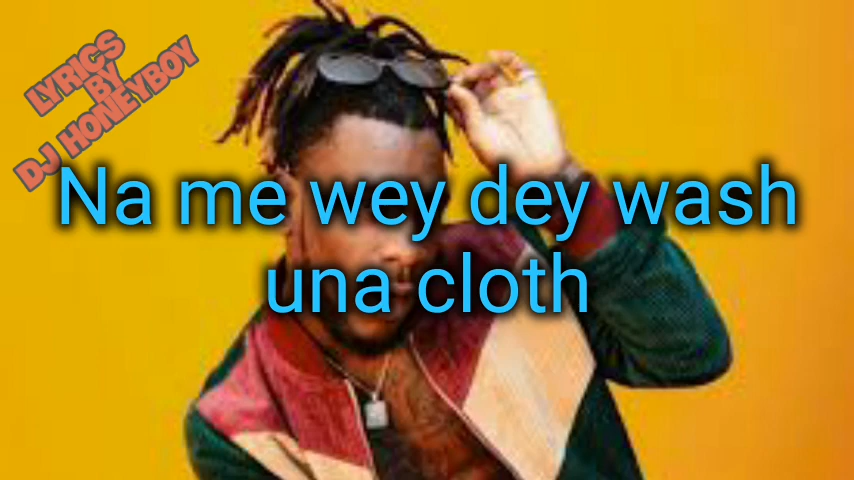 LYRICS
BY
DJ HONEYBOY
Na me wey dey wash
una cloth